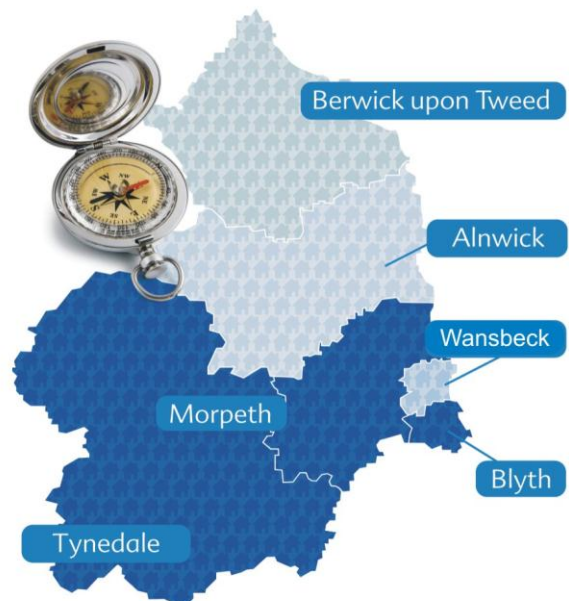 Berwick upon Tweed
Alnwick
Wansbeck
Morpeth
Blyth
Tynedale